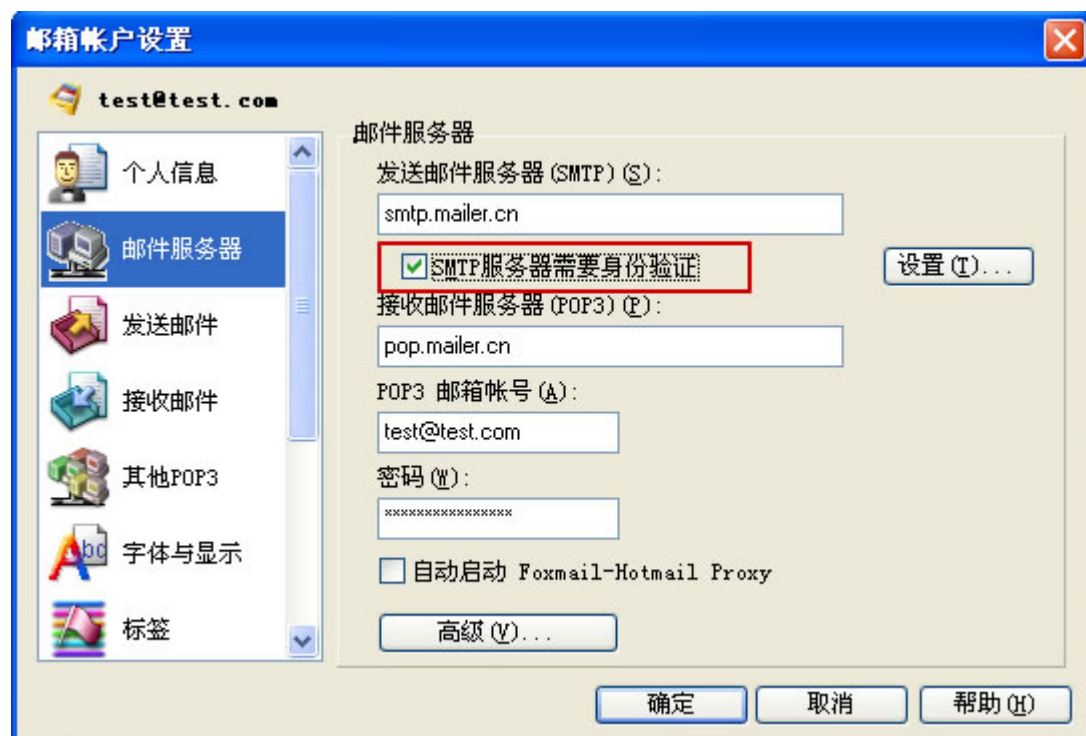 邮箱帐户设置
test@test.com
个人信息
邮件服务器
发送邮件
接收邮件
其他POP3
Abc
字体与显示
标签
邮件服务器
发送邮件服务器(SMTP)(S):
smtp.mailer.cn
SMTP服务器需要身份验证
设置(T)...
接收邮件服务器(POP3)(P):
pop.mailer.cn
POP3 邮箱帐号(A):
test@test.com
密码(W):
****************
自动启动 Foxmail-Hotmail Proxy
高级(V)...
确定
取消
帮助(H)